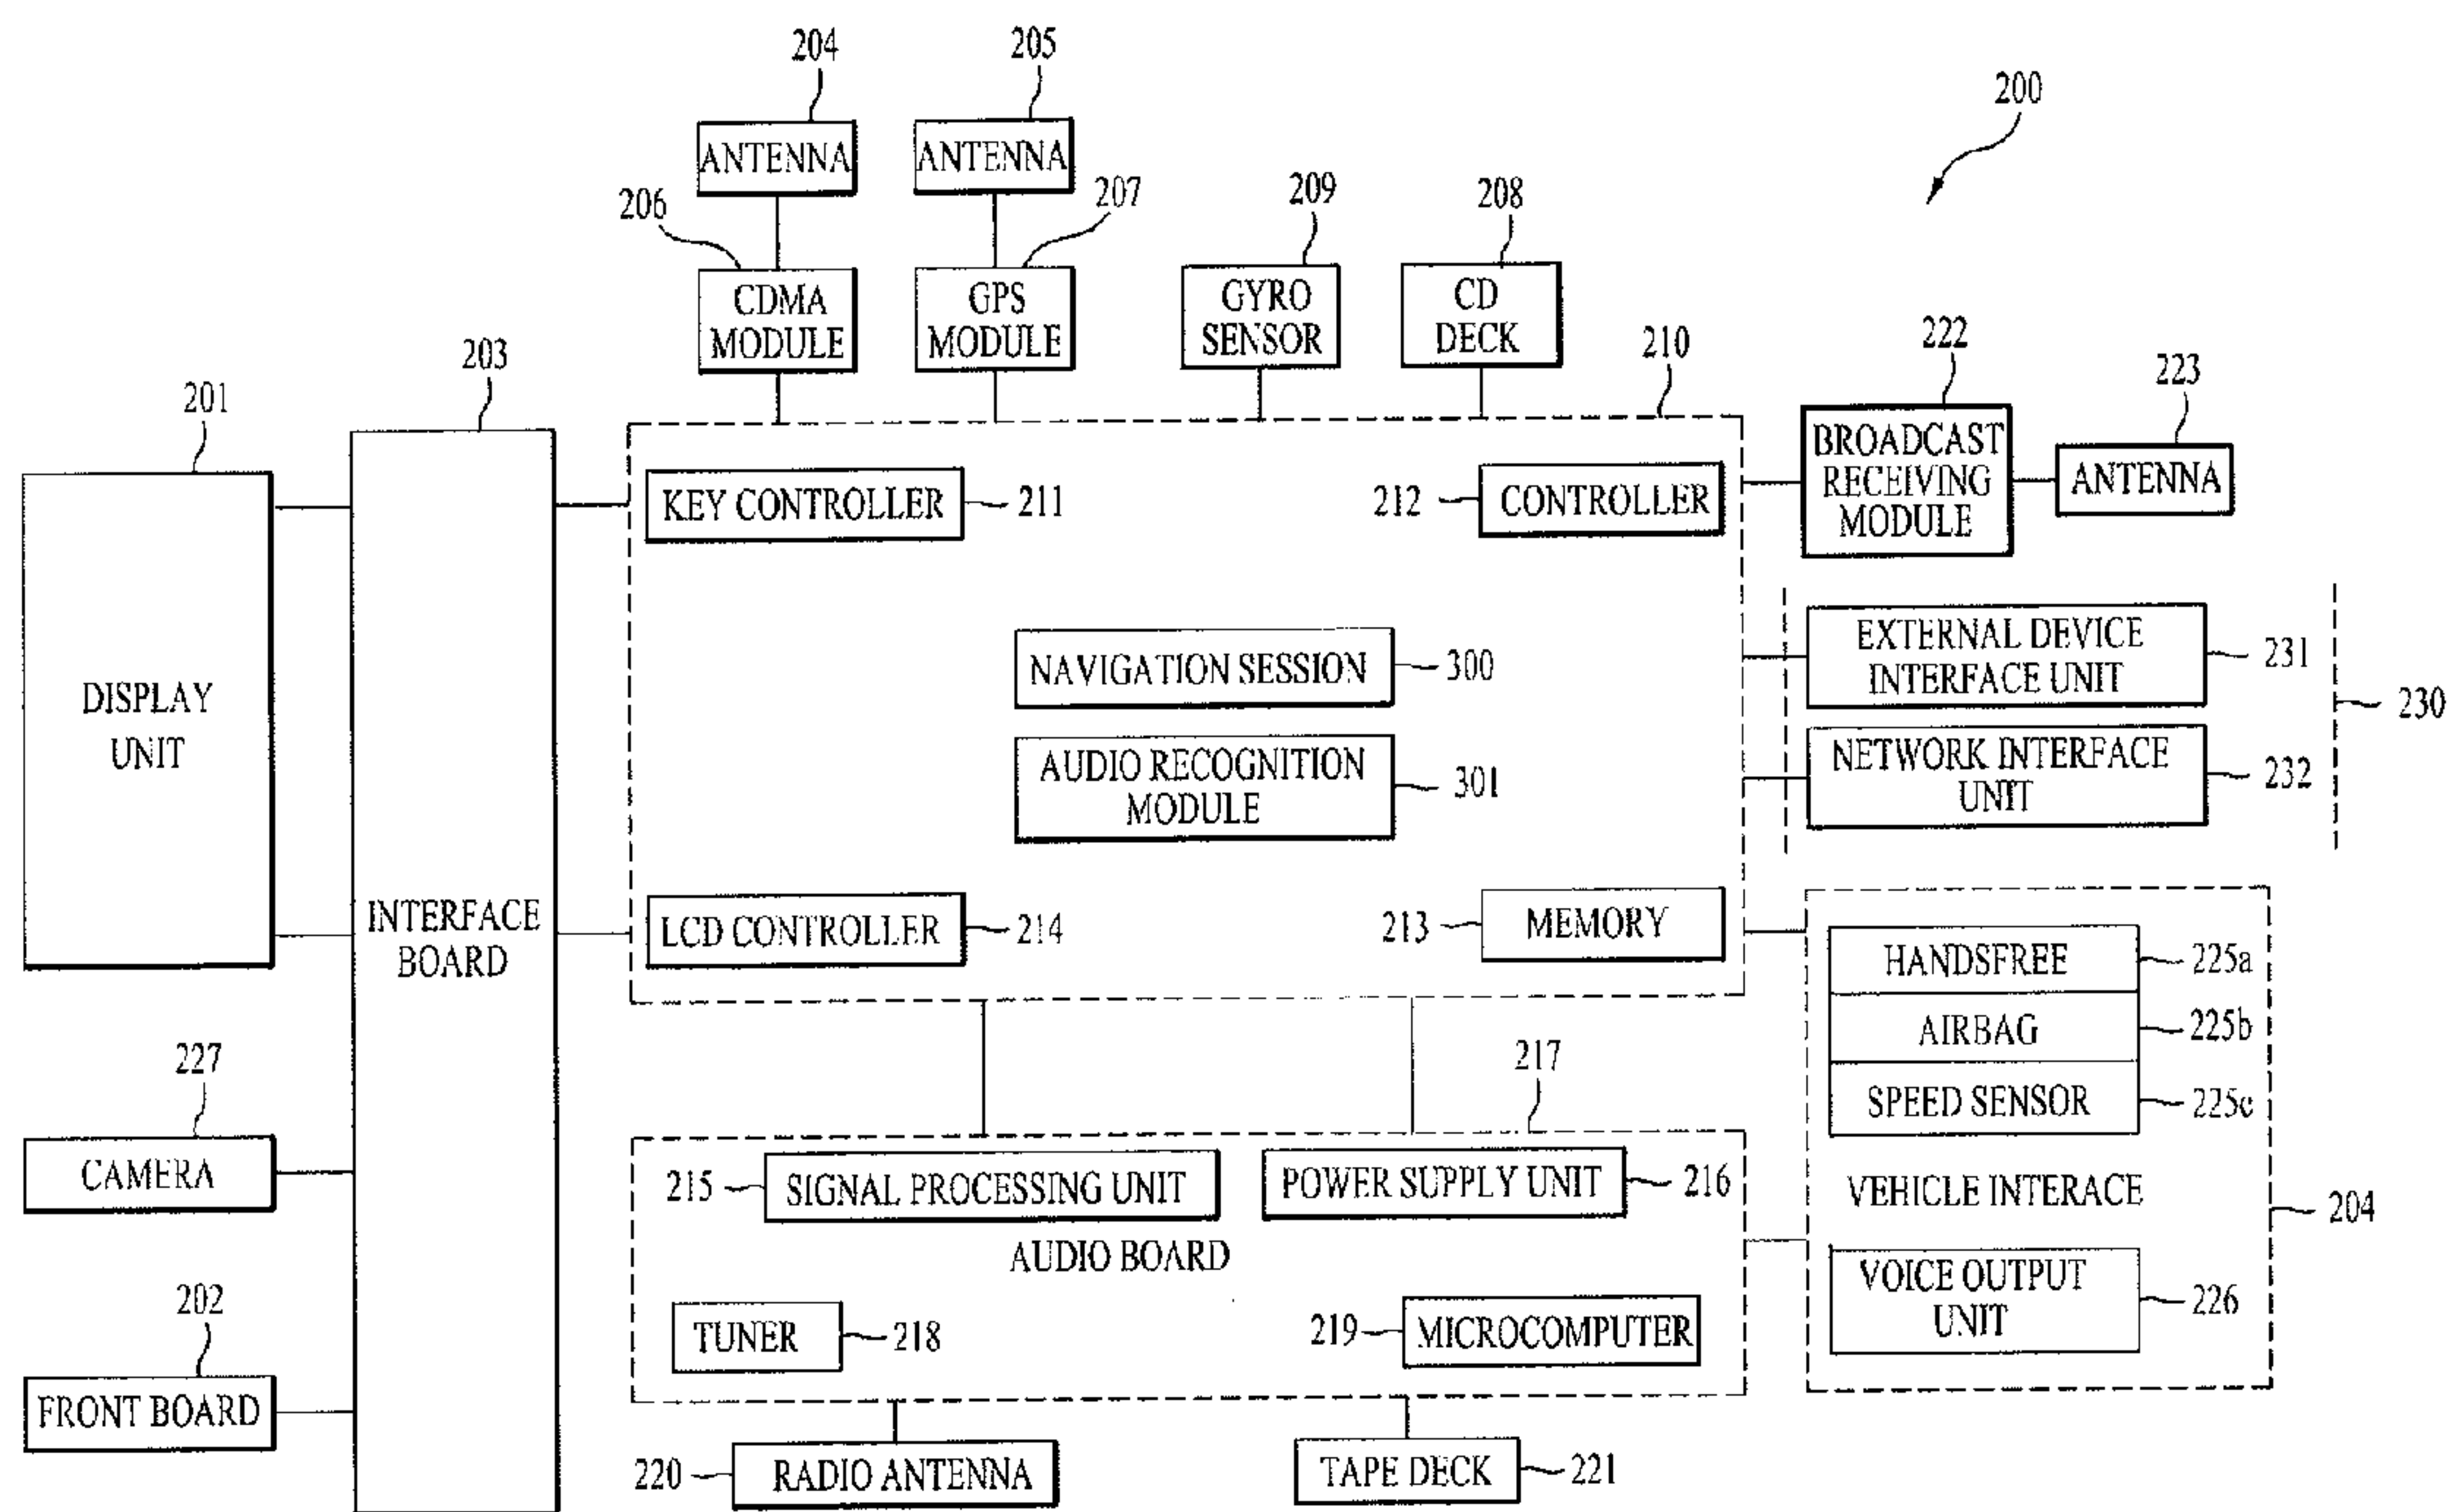 204
205
200
ANTENNA
ANTENNA
206
207
209
208
CDMA
MODULE
GPS
MODULE
GYRO
SENSOR
CD
DECK
210
222
223
201
203
BROADCAST
RECEIVING
MODULE
ANTENNA
KEY CONTROLLER
211
212
CONTROLLER
DISPLAY
UNIT
INTERFACE
BOARD
NAVIGATION SESSION
300
AUDIO RECOGNITION
MODULE
301
EXTERNAL DEVICE
INTERFACE UNIT
231
230
NETWORK INTERFACE
UNIT
232
LCD CONTROLLER
214
213
MEMORY
HANDSFREE
225a
AIRBAG
225b
SPEED SENSOR
225c
VEHICLE INTERACE
204
VOICE OUTPUT
UNIT
226
227
CAMERA
202
FRONT BOARD
217
215
SIGNAL PROCESSING UNIT
POWER SUPPLY UNIT
216
AUDIO BOARD
TUNER
218
219
MICROCOMPUTER
220
RADIO ANTENNA
TAPE DECK
221